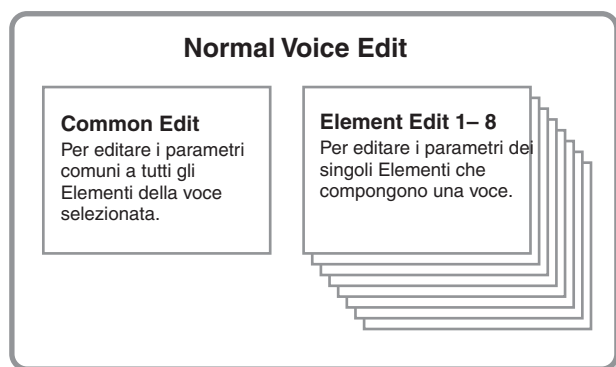 Normal Voice Edit
Common Edit
Per editare i parametri
comuni a tutti gli
Elementi della voce
selezionata.
Element Edit 1– 8
Per editare i parametri dei
singoli Elementi che
compongono una voce.